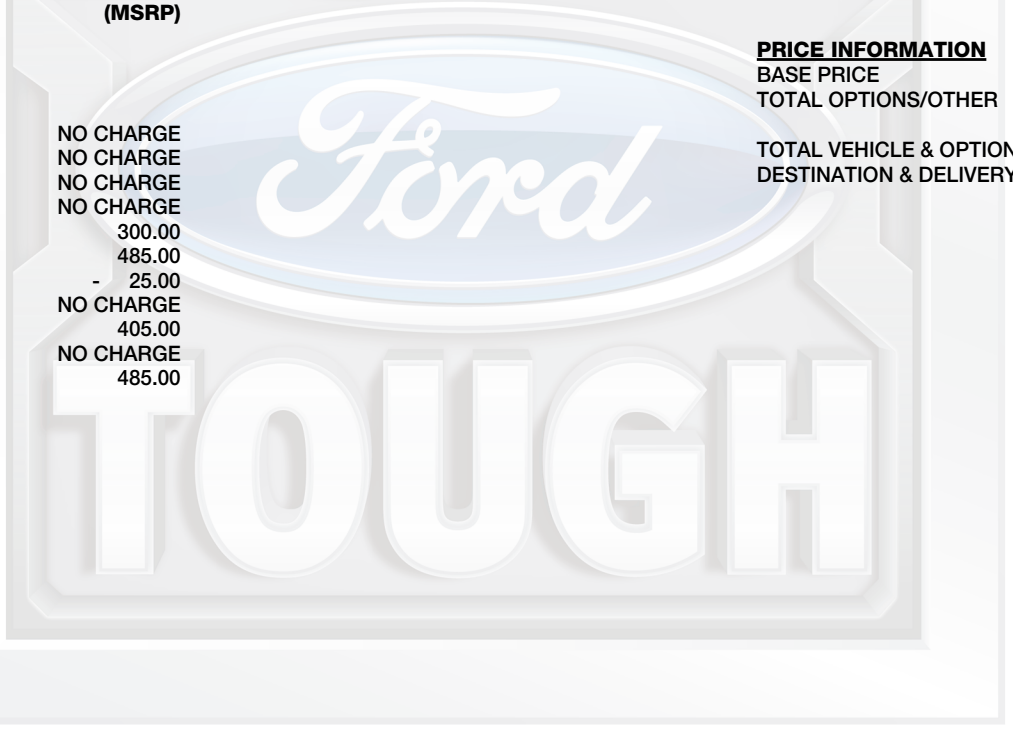 (MSRP)
NO CHARGE
NO CHARGE
NO CHARGE
NO CHARGE
300.00
485.00
- 25.00
NO CHARGE
405.00
NO CHARGE
485.00
PRICE INFORMATION
BASE PRICE
TOTAL OPTIONS/OTHER
TOTAL VEHICLE & OPTION
DESTINATION & DELIVERY
Ford
TOUGH